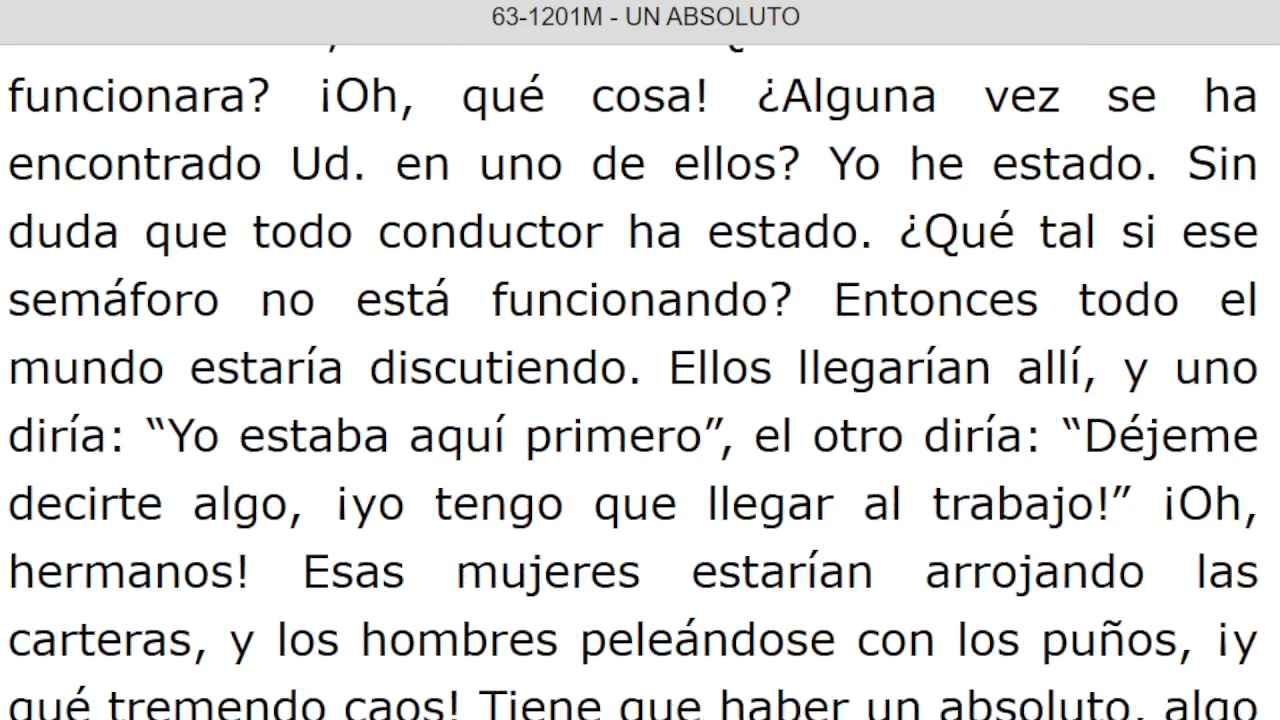 63-1201M - UN ABSOLUTO
funcionara? ¡Oh, qué cosa! ¿Alguna vez se ha
encontrado Ud. en uno de ellos? Yo he estado. Sin
duda que todo conductor ha estado. ¿Qué tal si ese
semáforo no está funcionando? Entonces todo el
mundo estaría discutiendo. Ellos llegarían allí, y uno
diría: “Yo estaba aquí primero”, el otro diría: “Déjeme
decirte algo, ¡yo tengo que llegar al trabajo!” ¡Oh,
hermanos! Esas mujeres estarían arrojando las
carteras, y los hombres peleándose con los puños, ¡y
qué tremendo caos! Tiene que haber un absoluto, algo